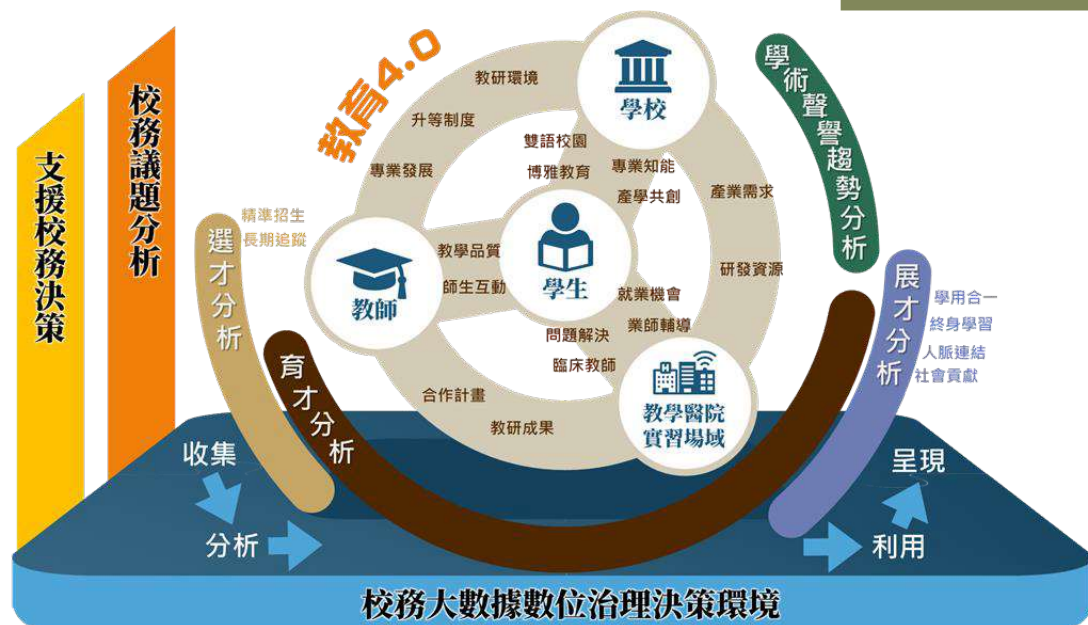 支援校務決策
校務議題分析
教育4.0
學校
教師
學生
教學醫院
實習場域
教研環境
升等制度
專業發展
雙語校園
博雅教育
專業知能
產學共創
產業需求
研發資源
教學品質
師生互動
就業機會
業師輔導
問題解決
臨床教師
合作計畫
教研成果
精準招生
長期追蹤
選才分析
育才分析
學術聲譽趨勢分析
展才分析
學用合一
終身學習
人脈連結
社會貢獻
收集
分析
利用
呈現
校務大數據數位治理決策環境